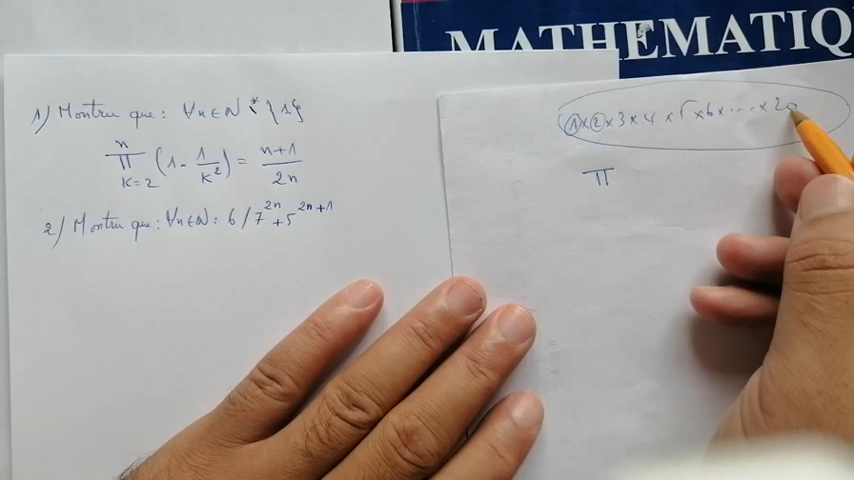 MATHEMATIQ
1) Montrer que : ∀n∈ℕ*\{1}
n
∏ (1 - 1/k²) = n+1/2n
K=2
2) Montrer que : ∀n∈ℕ : 6 / 7^2n + 5^2n+1
1×2×3×4×5×6×...×20
∏